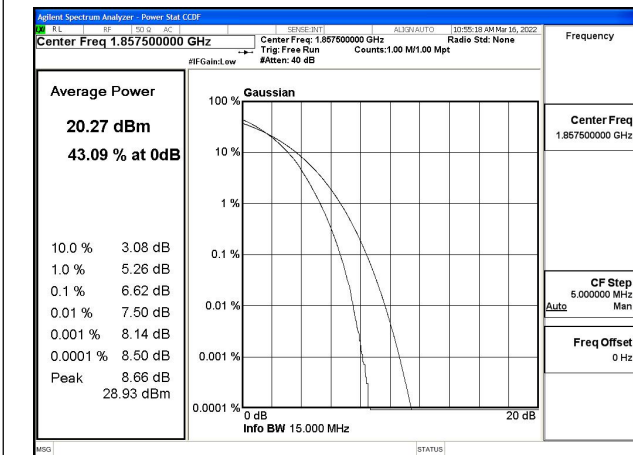 Agilent Spectrum Analyzer - Power Stat CCDF
RL RF 50 Ω AC SENSE:INT ALIGN AUTO 10:55:18 AM Mar 16, 2022
Center Freq 1.857500000 GHz
Center Freq: 1.857500000 GHz Radio Std: None
Trig: Free Run Counts:1.00 M/1.00 Mpt
#IFGain:Low #Atten: 40 dB
Frequency
Average Power
20.27 dBm
43.09 % at 0dB
10.0 % 3.08 dB
1.0 % 5.26 dB
0.1 % 6.62 dB
0.01 % 7.50 dB
0.001 % 8.14 dB
0.0001 % 8.50 dB
Peak 8.66 dB
28.93 dBm
Gaussian
100 %
10 %
1 %
0.1 %
0.01 %
0.001 %
0.0001 %
0 dB 20 dB
Info BW 15.000 MHz
Center Freq
1.857500000 GHz
CF Step
5.000000 MHz
Auto Man
Freq Offset
0 Hz
MSG STATUS